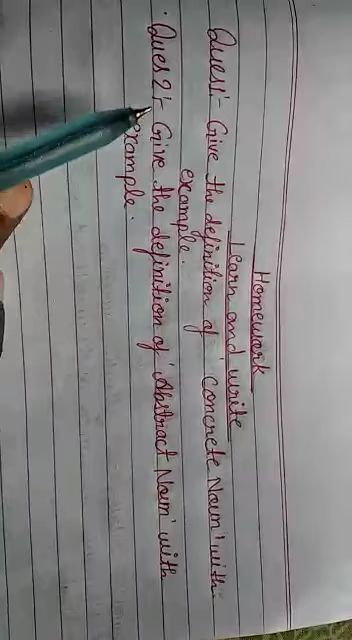 Homework
Learn and write
Ques1:- Give the definition of 'Concrete Noun' with
example.
Ques2:- Give the definition of 'Abstract Noun' with
example.